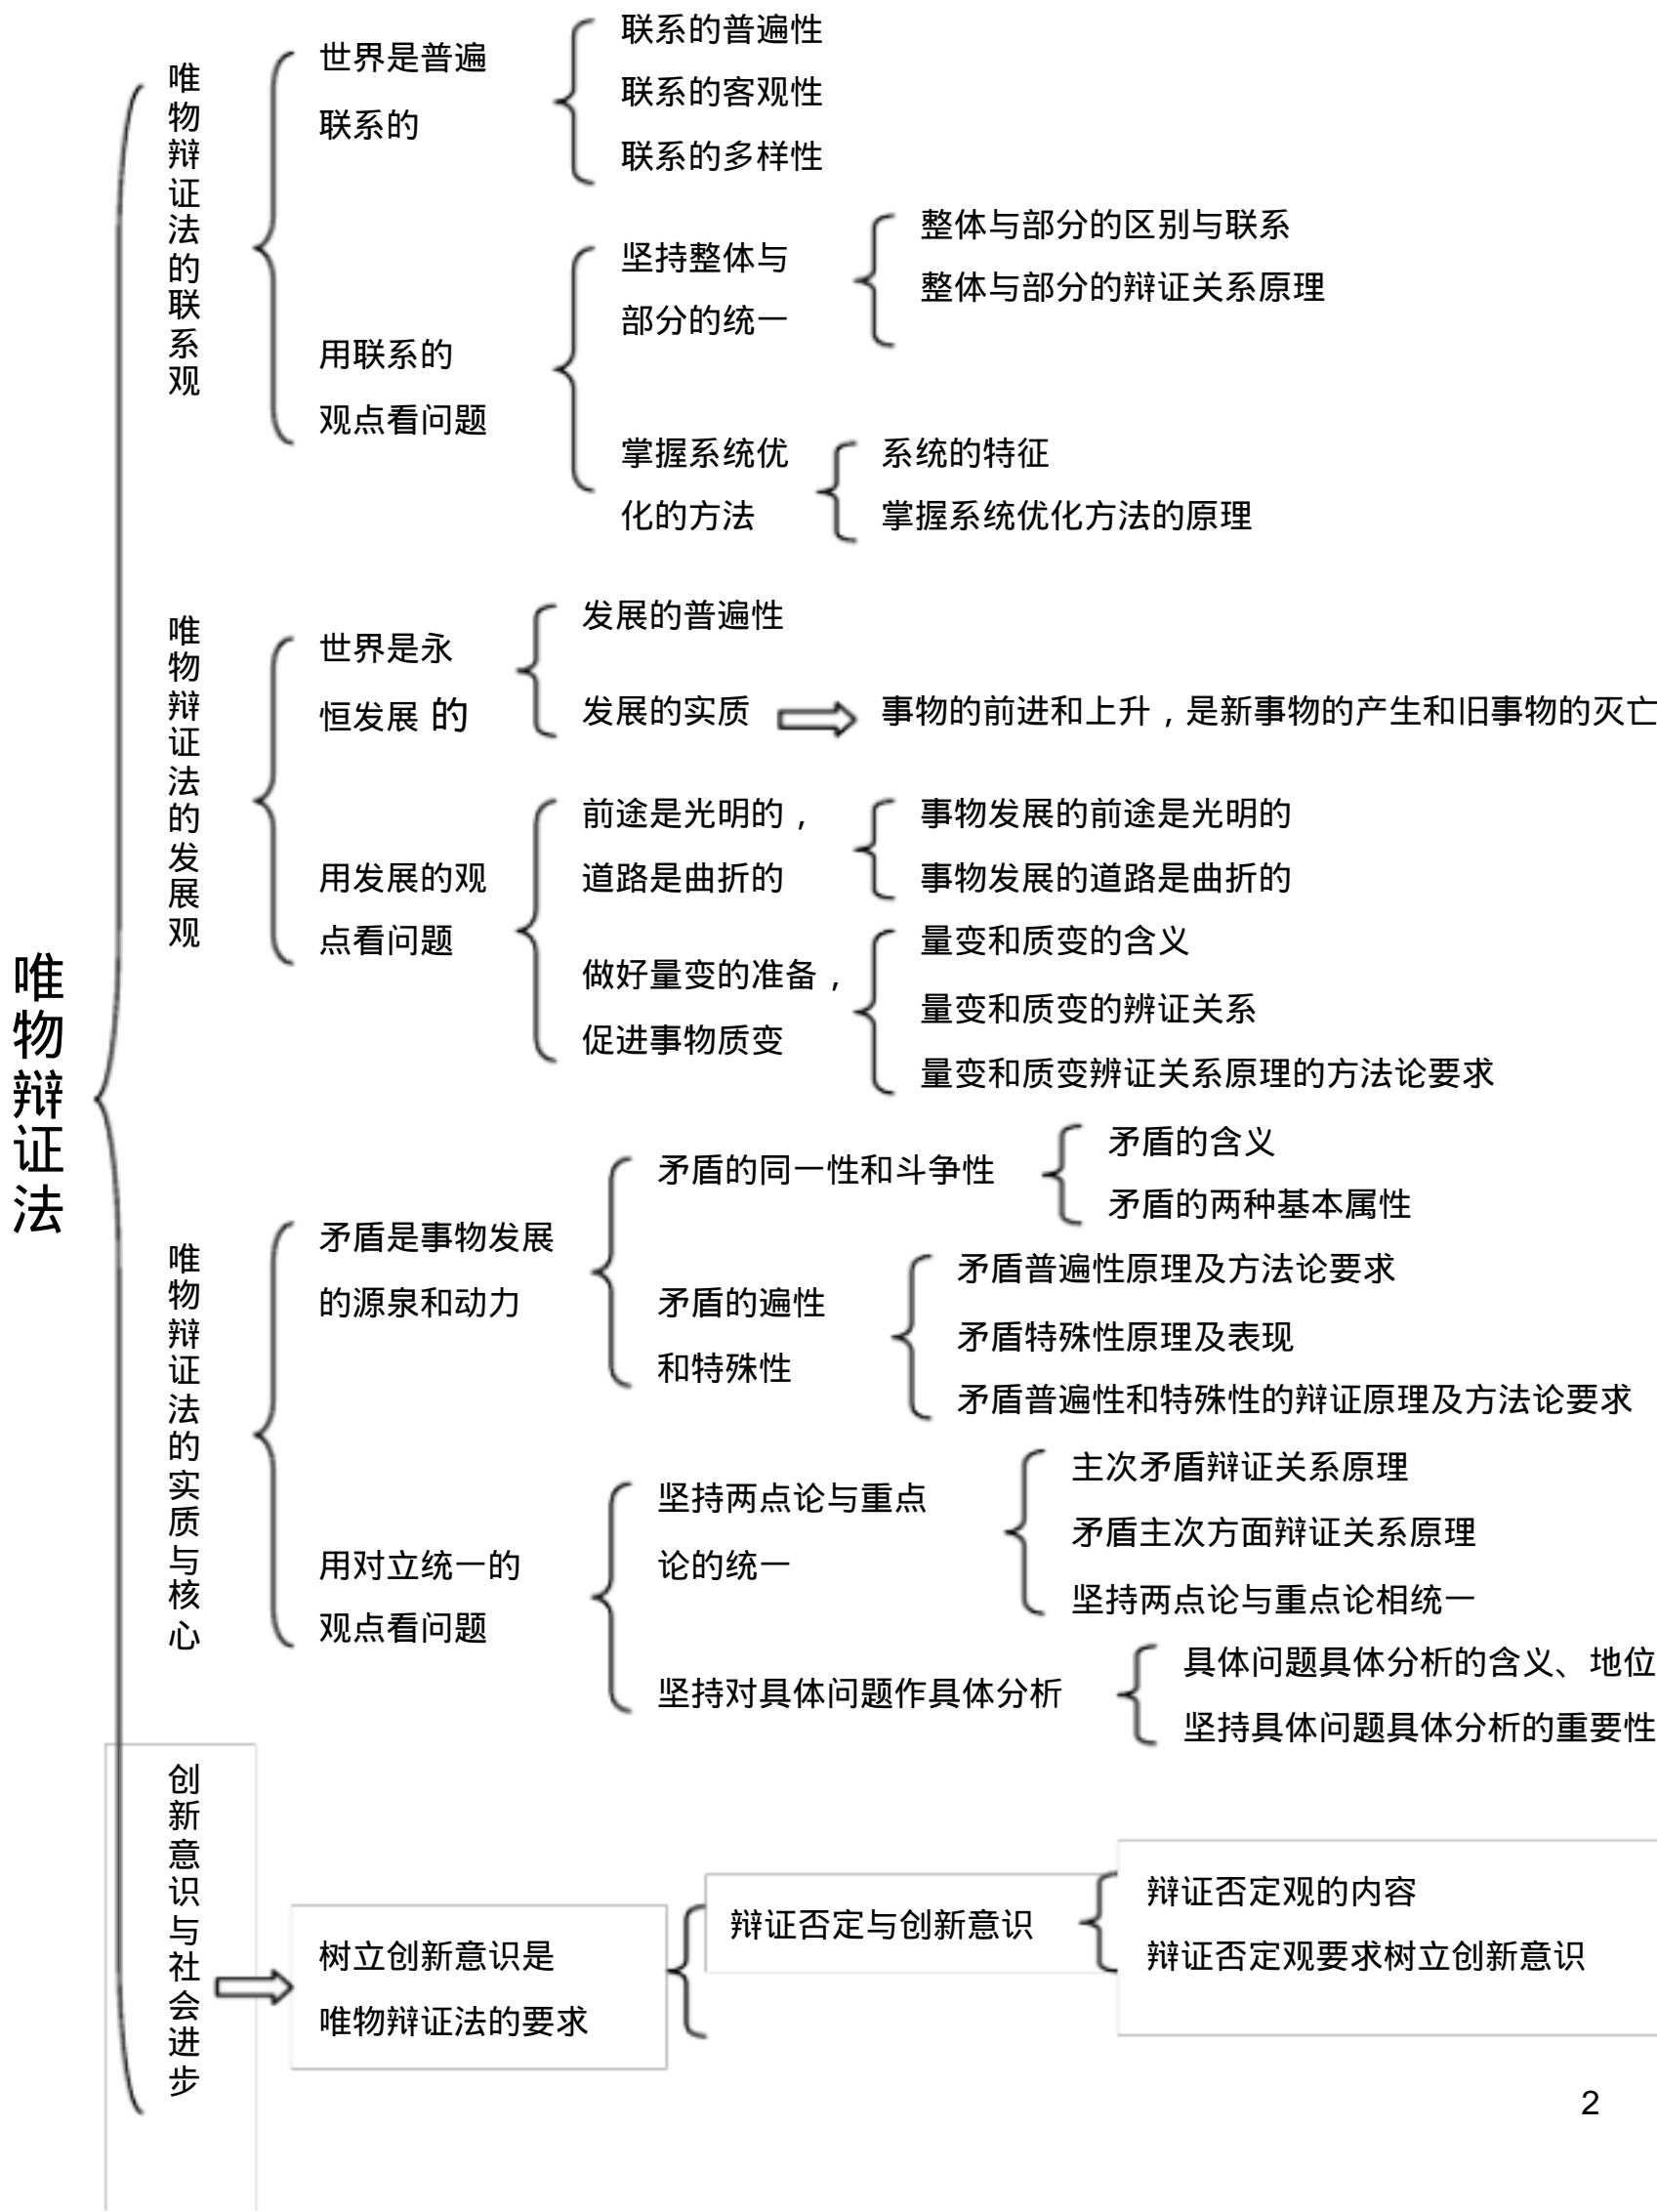 唯物辩证法
唯物辩证法的联系观
世界是普遍
联系的
联系的普遍性
联系的客观性
联系的多样性
用联系的
观点看问题
坚持整体与
部分的统一
整体与部分的区别与联系
整体与部分的辩证关系原理
掌握系统优
化的方法
系统的特征
掌握系统优化方法的原理
唯物辩证法的发展观
世界是永
恒发展 的
发展的普遍性
发展的实质
事物的前进和上升，是新事物的产生和旧事物的灭亡
用发展的观
点看问题
前途是光明的，
道路是曲折的
事物发展的前途是光明的
事物发展的道路是曲折的
做好量变的准备，
促进事物质变
量变和质变的含义
量变和质变的辨证关系
量变和质变辨证关系原理的方法论要求
唯物辩证法的实质与核心
矛盾是事物发展
的源泉和动力
矛盾的同一性和斗争性
矛盾的含义
矛盾的两种基本属性
矛盾的遍性
和特殊性
矛盾普遍性原理及方法论要求
矛盾特殊性原理及表现
矛盾普遍性和特殊性的辩证原理及方法论要求
用对立统一的
观点看问题
坚持两点论与重点
论的统一
主次矛盾辩证关系原理
矛盾主次方面辩证关系原理
坚持两点论与重点论相统一
坚持对具体问题作具体分析
具体问题具体分析的含义、地位
坚持具体问题具体分析的重要性
创新意识与社会进步
树立创新意识是
唯物辩证法的要求
辩证否定与创新意识
辩证否定观的内容
辩证否定观要求树立创新意识
2